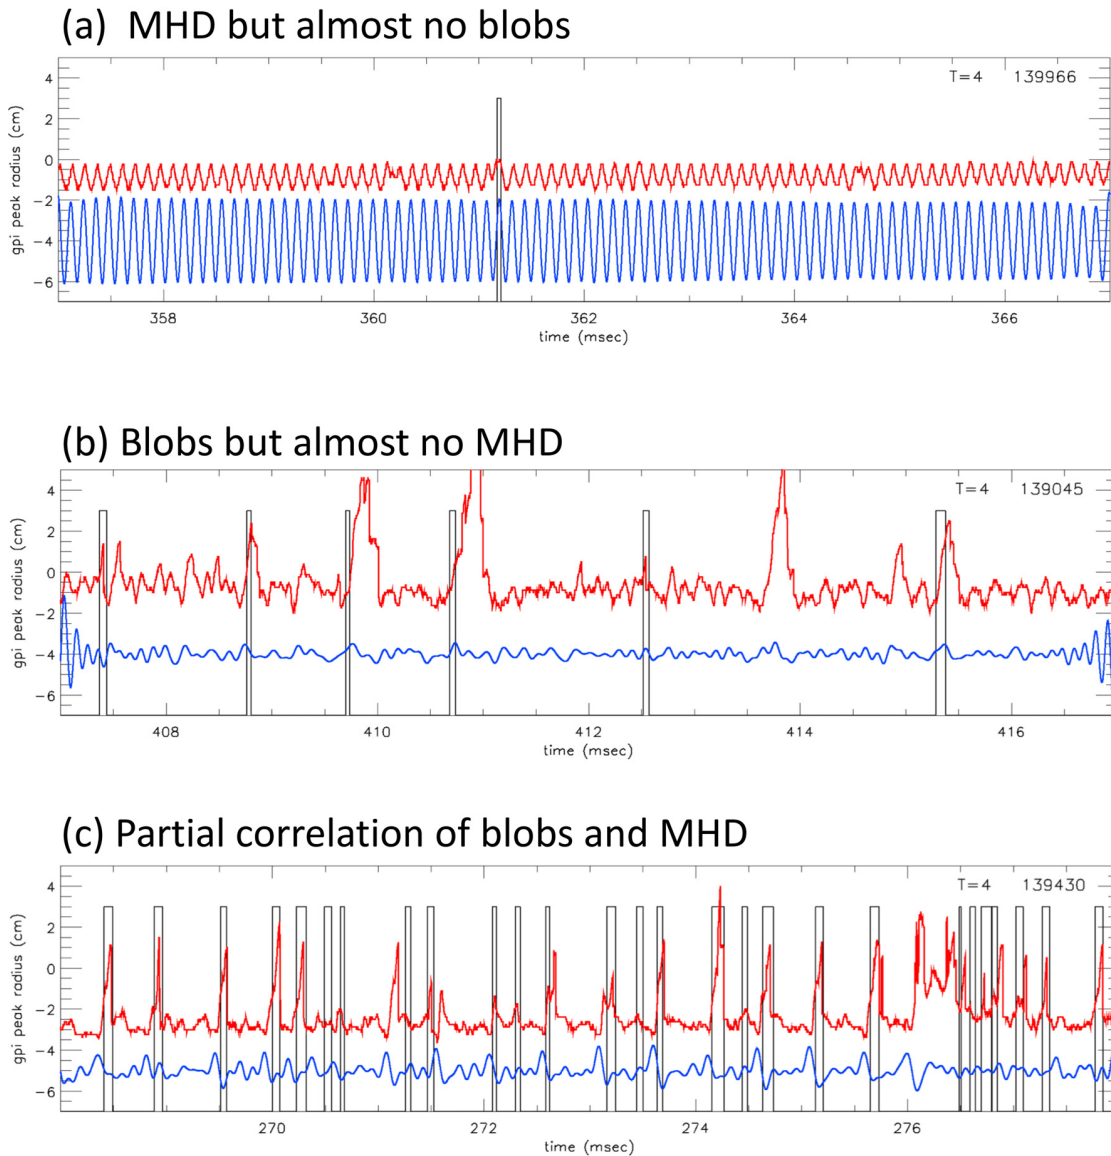 (a) MHD but almost no blobs
T=4 139966
4
2
0
−2
−4
−6
gpi peak radius (cm)
358 360 362 364 366
time (msec)
(b) Blobs but almost no MHD
T=4 139045
4
2
0
−2
−4
−6
gpi peak radius (cm)
408 410 412 414 416
time (msec)
(c) Partial correlation of blobs and MHD
T=4 139430
4
2
0
−2
−4
−6
gpi peak radius (cm)
270 272 274 276
time (msec)